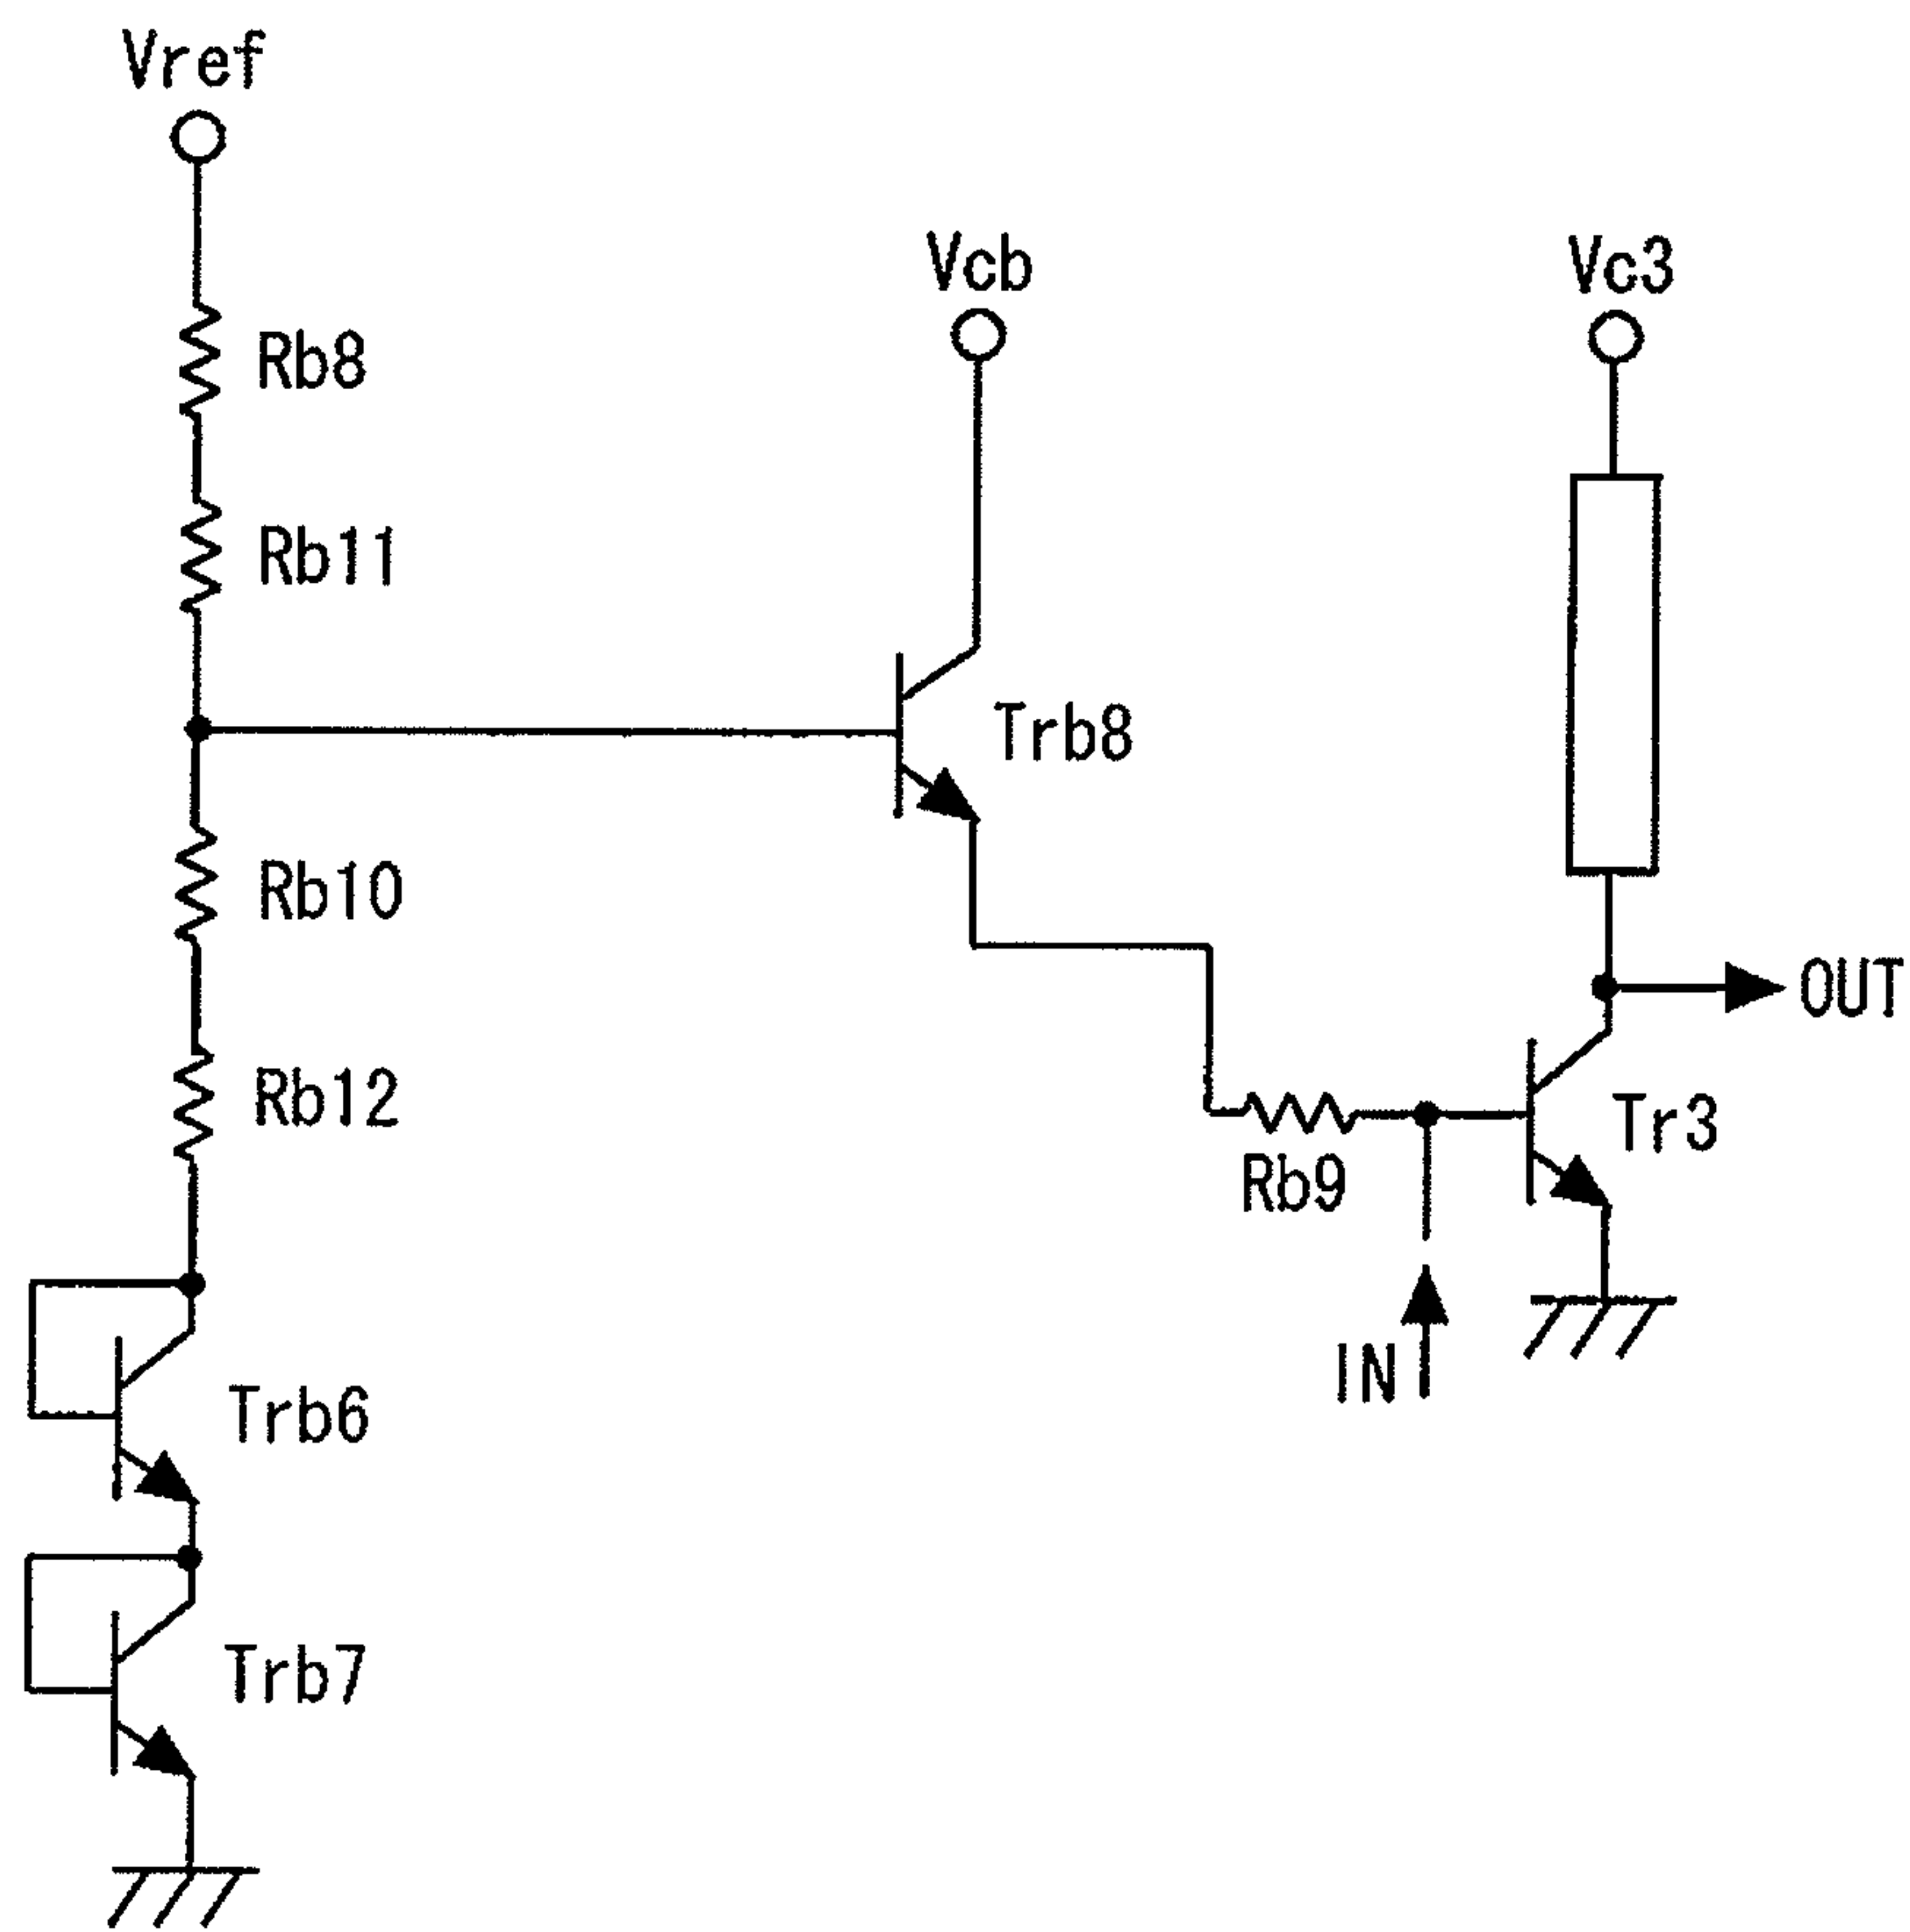 Vref
Vcb
Vc3
Rb8
Rb11
Trb8
Rb10
OUT
Rb12
Tr3
Rb9
IN
Trb6
Trb7